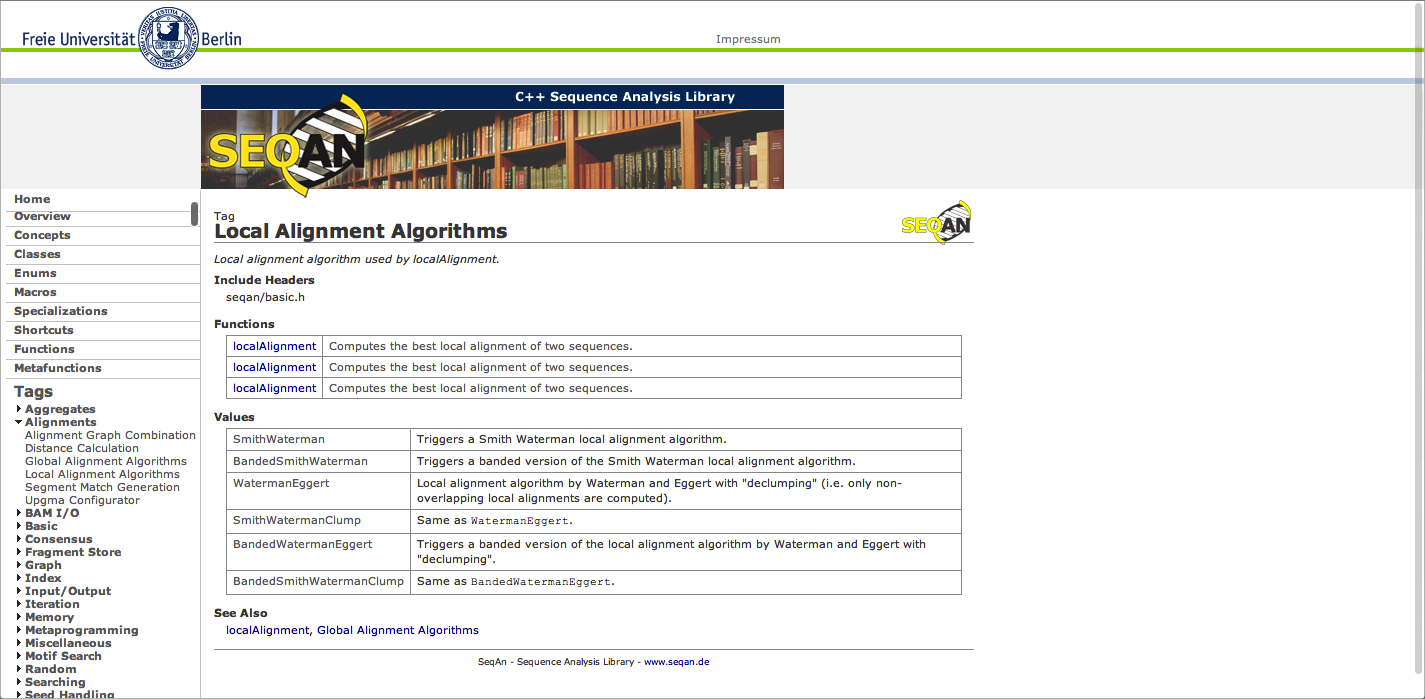 Freie Universität Berlin
Impressum
C++ Sequence Analysis Library
SEQAN
Home
Overview
Concepts
Classes
Enums
Macros
Specializations
Shortcuts
Functions
Metafunctions
Tags
Aggregates
Alignments
Alignment Graph Combination
Distance Calculation
Global Alignment Algorithms
Local Alignment Algorithms
Segment Match Generation
Upgma Configurator
BAM I/O
Basic
Consensus
Fragment Store
Graph
Index
Input/Output
Iteration
Memory
Metaprogramming
Miscellaneous
Motif Search
Random
Searching
Seed Handling
Tag
Local Alignment Algorithms
SEQAN
Local alignment algorithm used by localAlignment.
Include Headers
seqan/basic.h
Functions
localAlignment Computes the best local alignment of two sequences.
localAlignment Computes the best local alignment of two sequences.
localAlignment Computes the best local alignment of two sequences.
Values
SmithWaterman Triggers a Smith Waterman local alignment algorithm.
BandedSmithWaterman Triggers a banded version of the Smith Waterman local alignment algorithm.
WatermanEggert Local alignment algorithm by Waterman and Eggert with "declumping" (i.e. only non-
overlapping local alignments are computed).
SmithWatermanClump Same as WatermanEggert.
BandedWatermanEggert Triggers a banded version of the local alignment algorithm by Waterman and Eggert with
"declumping".
BandedSmithWatermanClump Same as BandedWatermanEggert.
See Also
localAlignment, Global Alignment Algorithms
SeqAn - Sequence Analysis Library - www.seqan.de